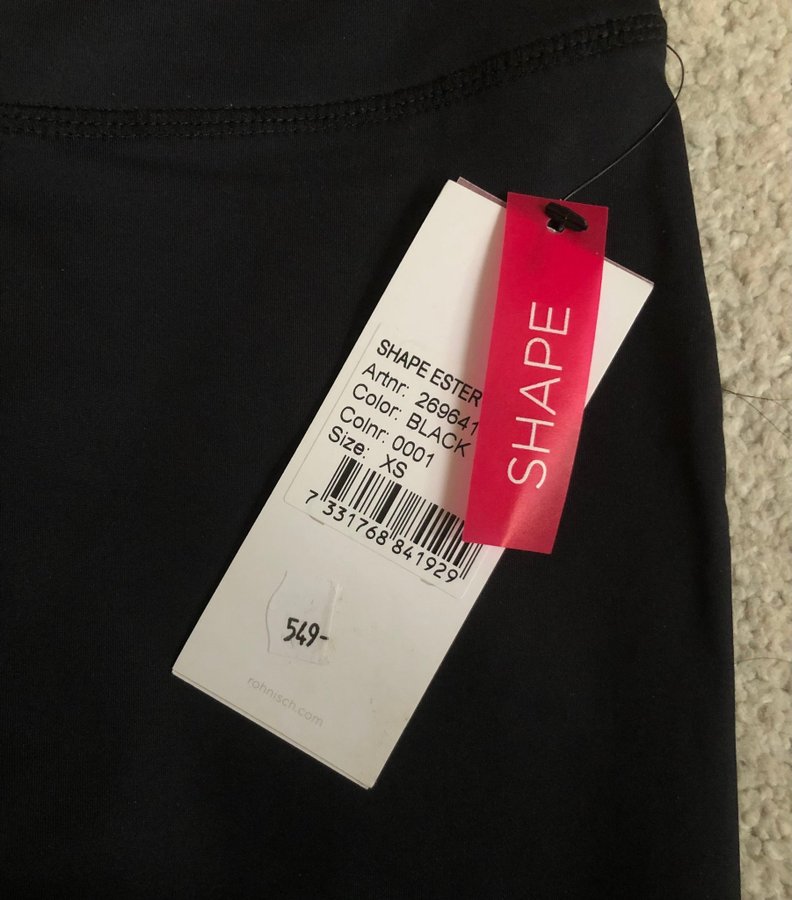 SHAPE ESTER
Artnr: 269641
Color: BLACK
Colnr: 0001
Size: XS
7 331768 841929
549-
rohnisch.com
SHAPE